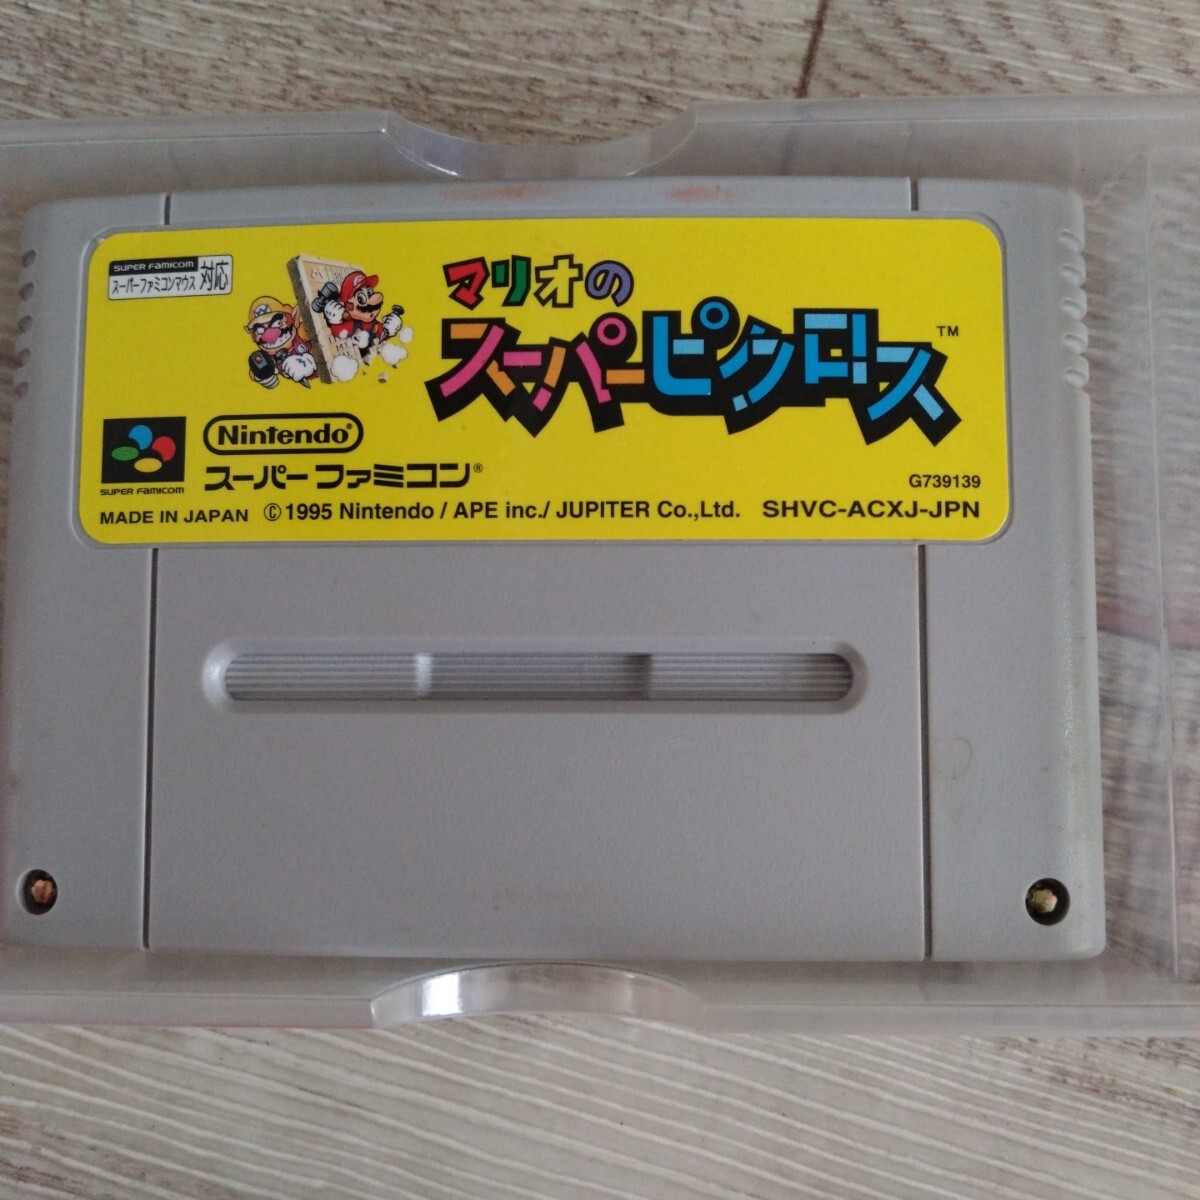 SUPER FAMICOM
スーパーファミコンマウス 対応
マリオの
スーパーピクロス™
SUPER FAMICOM
Nintendo®
スーパーファミコン®
G739139
MADE IN JAPAN © 1995 Nintendo / APE inc./ JUPITER Co.,Ltd. SHVC-ACXJ-JPN